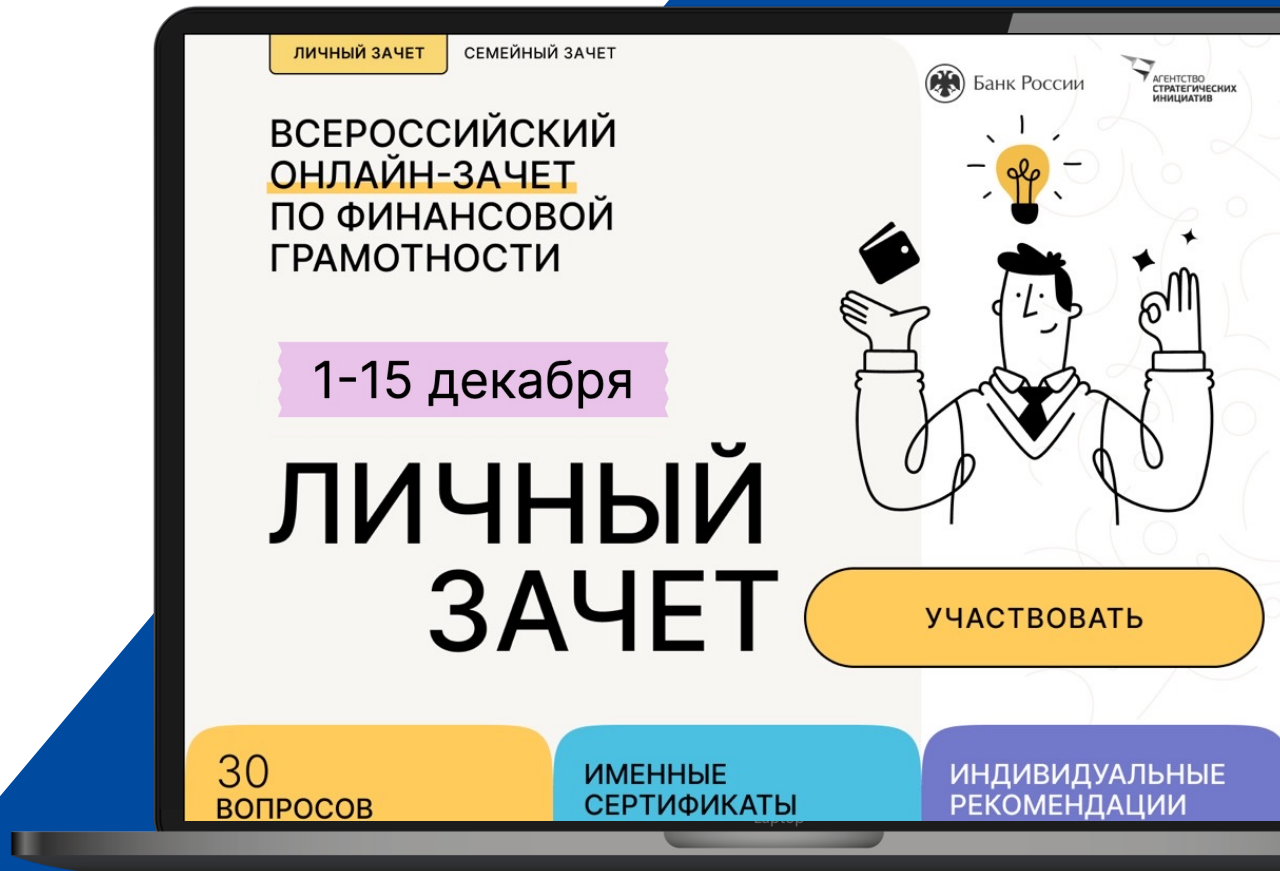 ЛИЧНЫЙ ЗАЧЕТ СЕМЕЙНЫЙ ЗАЧЕТ
Банк России
АГЕНТСТВО
СТРАТЕГИЧЕСКИХ
ИНИЦИАТИВ
ВСЕРОССИЙСКИЙ
ОНЛАЙН-ЗАЧЕТ
ПО ФИНАНСОВОЙ
ГРАМОТНОСТИ
1-15 декабря
ЛИЧНЫЙ
ЗАЧЕТ
УЧАСТВОВАТЬ
30
ВОПРОСОВ
ИМЕННЫЕ
СЕРТИФИКАТЫ
ИНДИВИДУАЛЬНЫЕ
РЕКОМЕНДАЦИИ